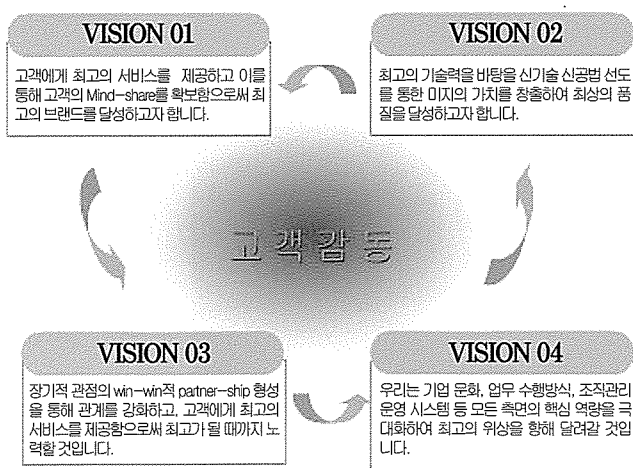 VISION 01
고객에게 최고의 서비스를 제공하고 이를
통해 고객의 Mind-share를 확보함으로써 최
고의 브랜드를 달성하고자 합니다.
VISION 02
최고의 기술력을 바탕을 신기술 신공법 선도
를 통한 미지의 가치를 창출하여 최상의 품
질을 달성하고자 합니다.
고객감동
VISION 03
장기적 관점의 win-win적 partner-ship 형성
을 통해 관계를 강화하고, 고객에게 최고의
서비스를 제공함으로써 최고가 될 때까지 노
력할 것입니다.
VISION 04
우리는 기업 문화, 업무 수행방식, 조직관리
운영 시스템 등 모든 측면의 핵심 역량을 극
대화하여 최고의 위상을 향해 달려갈 것입
니다.